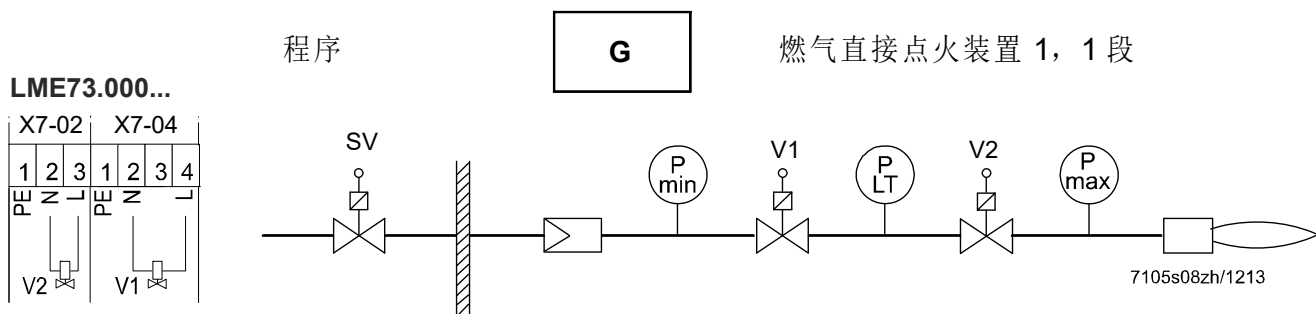 程序 G 燃气直接点火装置 1，1 段
LME73.000...
X7-02 X7-04
1 2 3 1 2 3 4
PE N L PE N L
V2 V1
SV
P min
V1
P LT
V2
P max
7105s08zh/1213